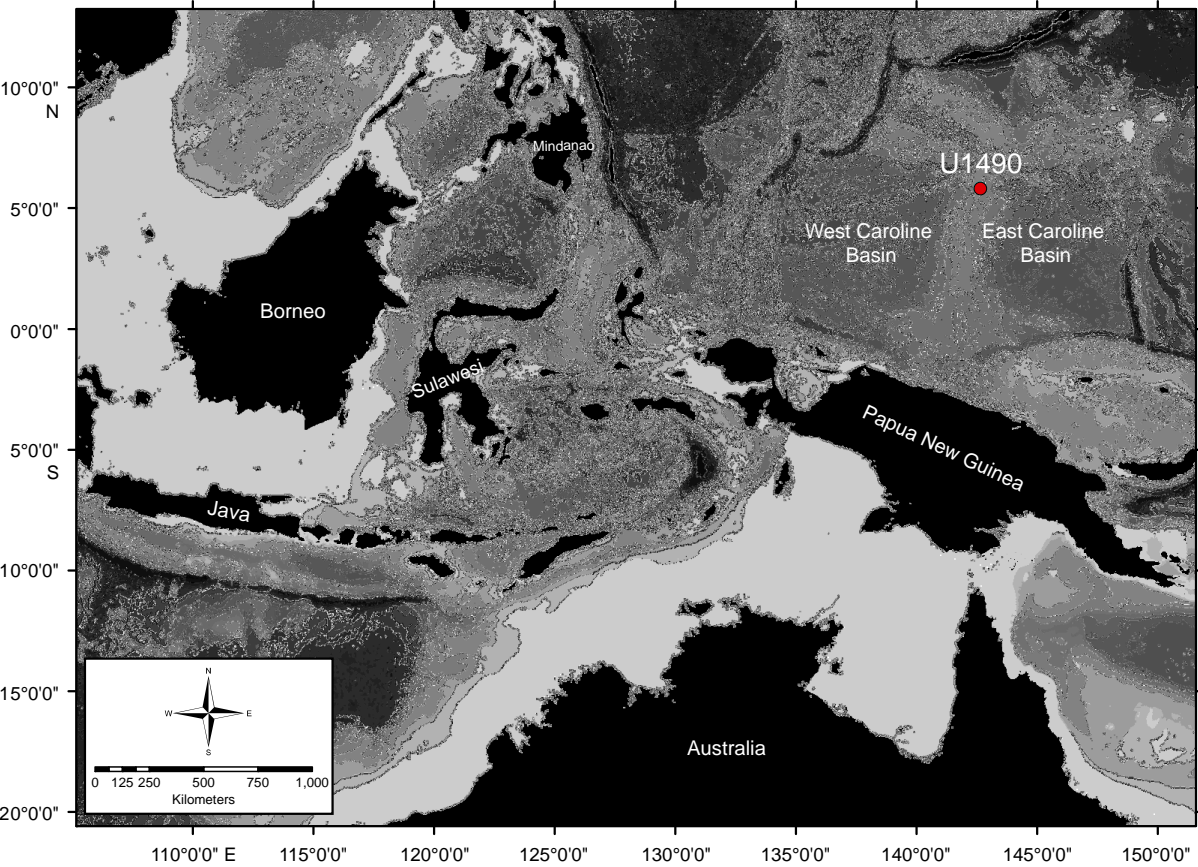 10°0'0"
N
Mindanao
U1490
5°0'0"
West Caroline
Basin
East Caroline
Basin
Borneo
0°0'0"
Sulawesi
Papua New Guinea
5°0'0"
S
Java
10°0'0"
N
W
E
S
15°0'0"
Australia
0 125 250 500 750 1,000
Kilometers
20°0'0"
110°0'0" E 115°0'0" 120°0'0" 125°0'0" 130°0'0" 135°0'0" 140°0'0" 145°0'0" 150°0'0"